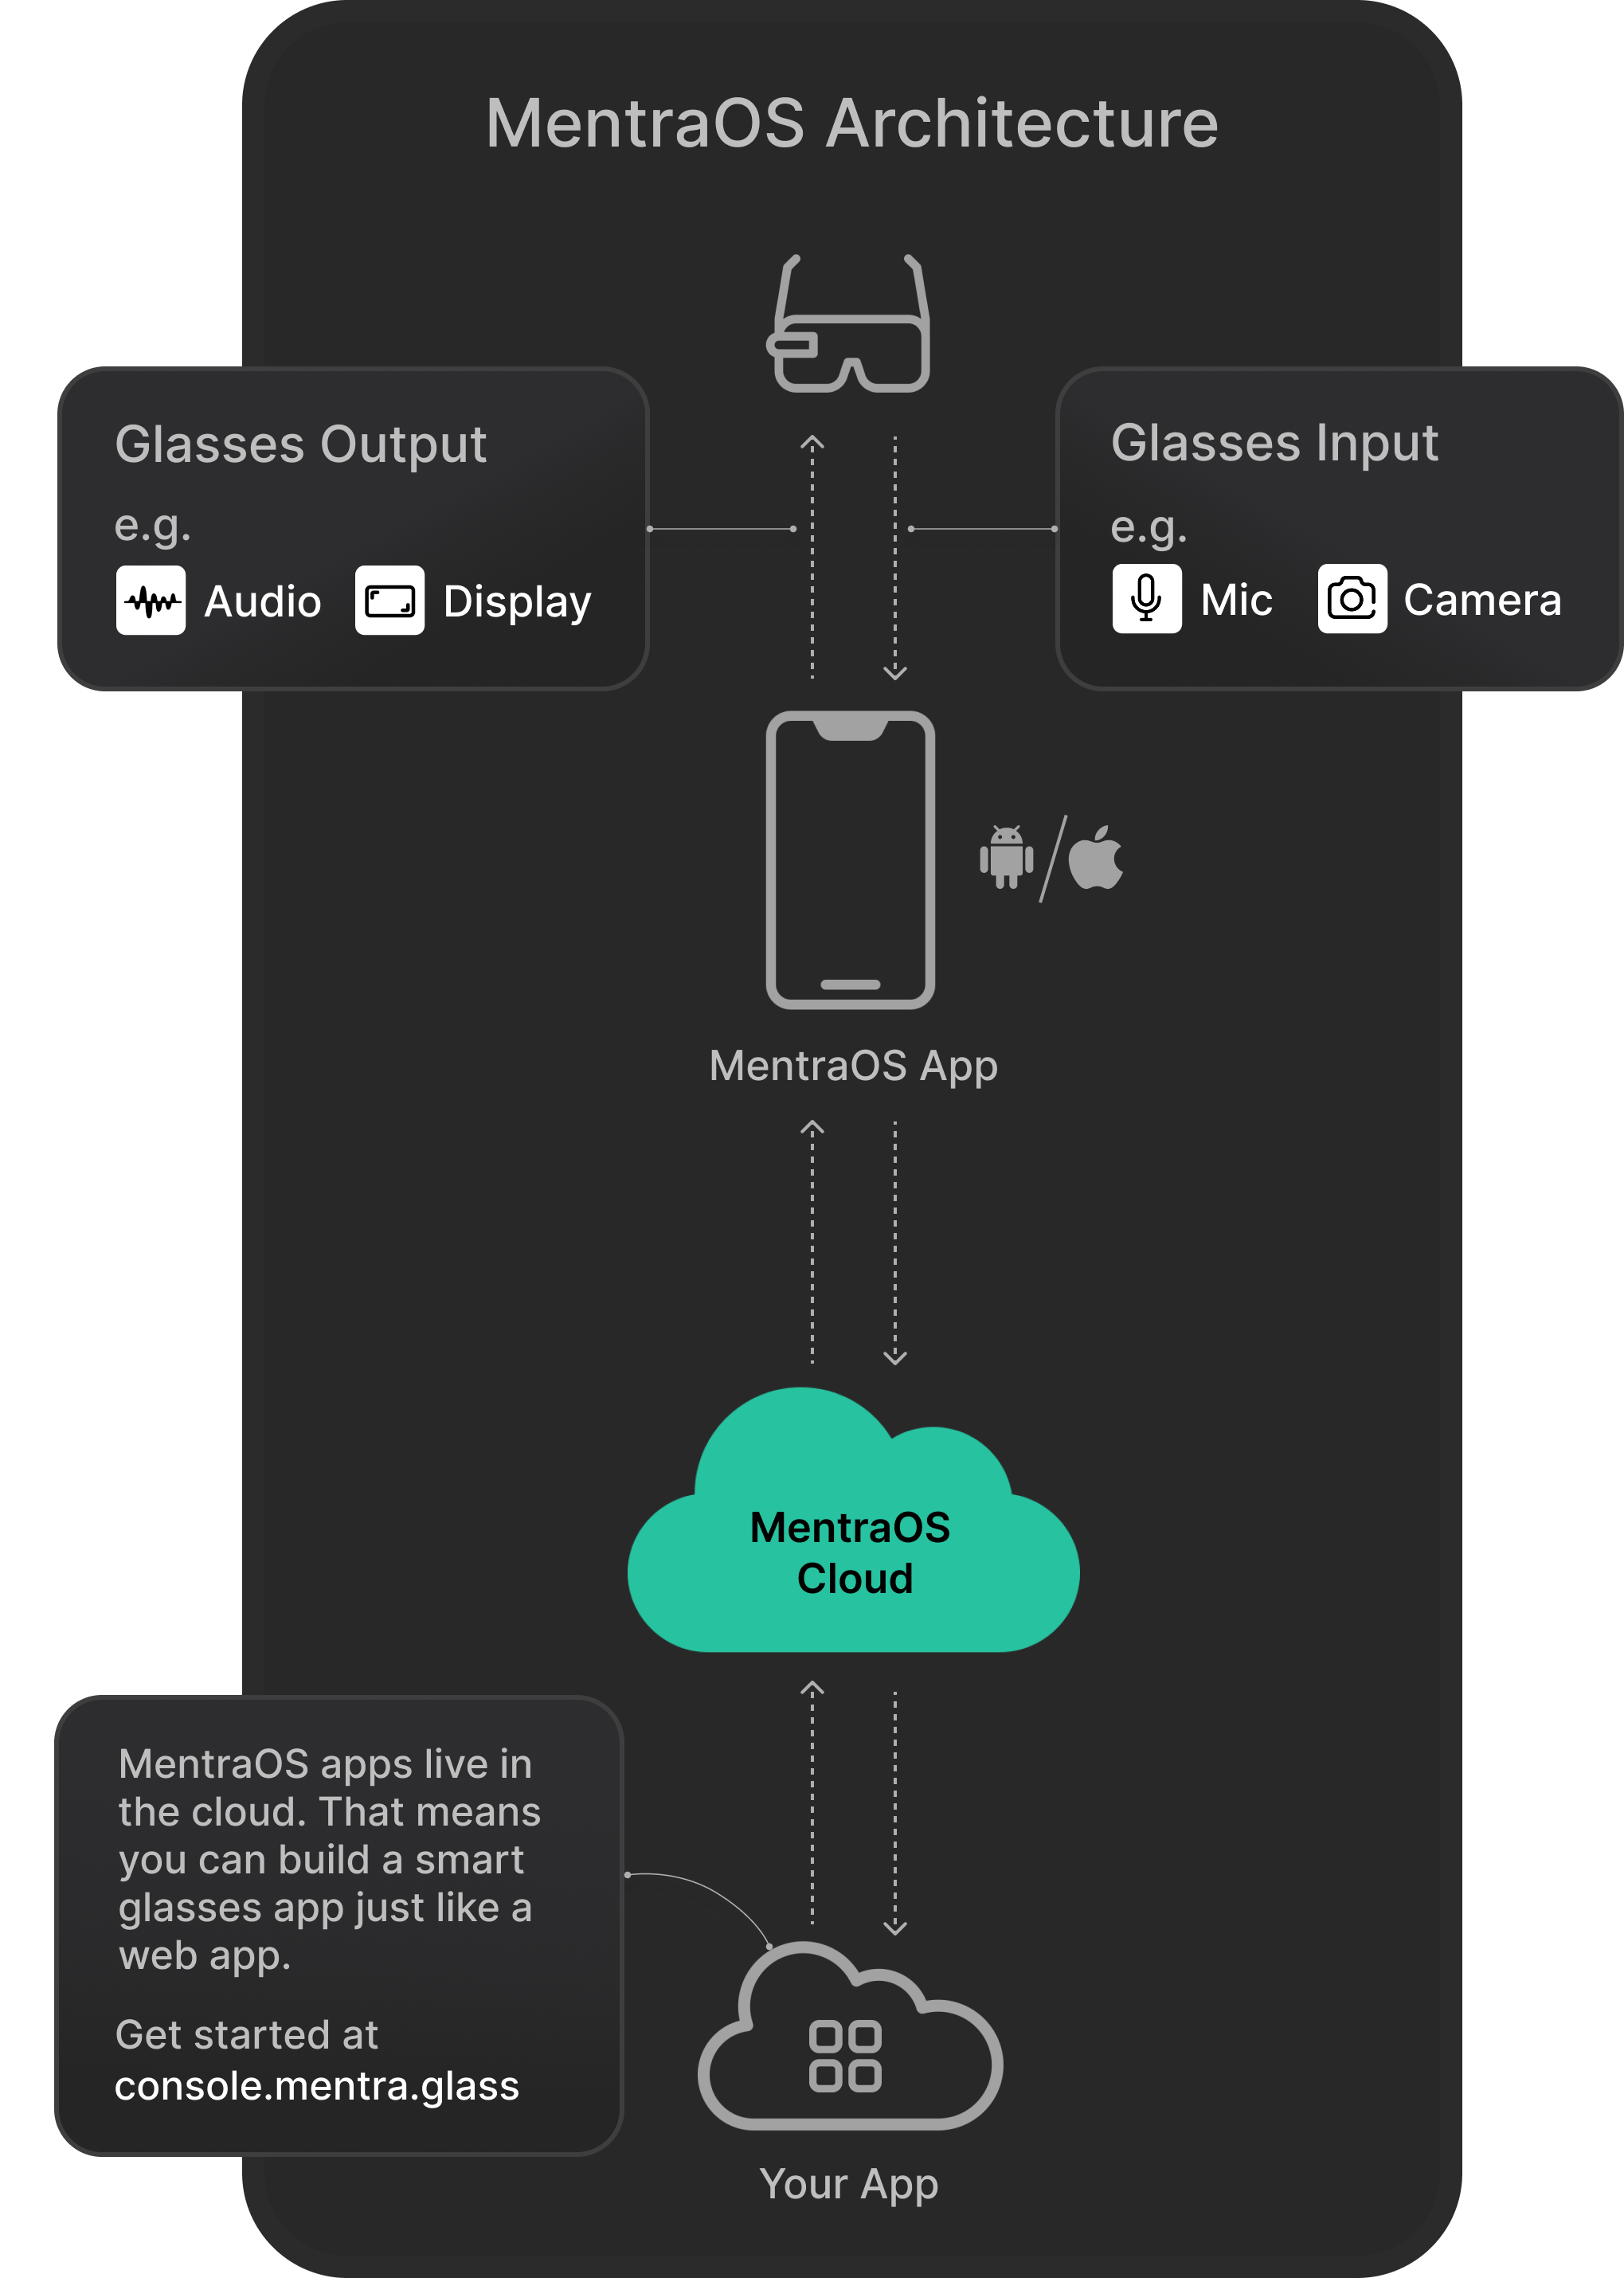 MentraOS Architecture
Glasses Output
e.g.
Audio
Display
Glasses Input
e.g.
Mic
Camera
MentraOS App
MentraOS
Cloud
MentraOS apps live in
the cloud. That means
you can build a smart
glasses app just like a
web app.
Get started at
console.mentra.glass
Your App